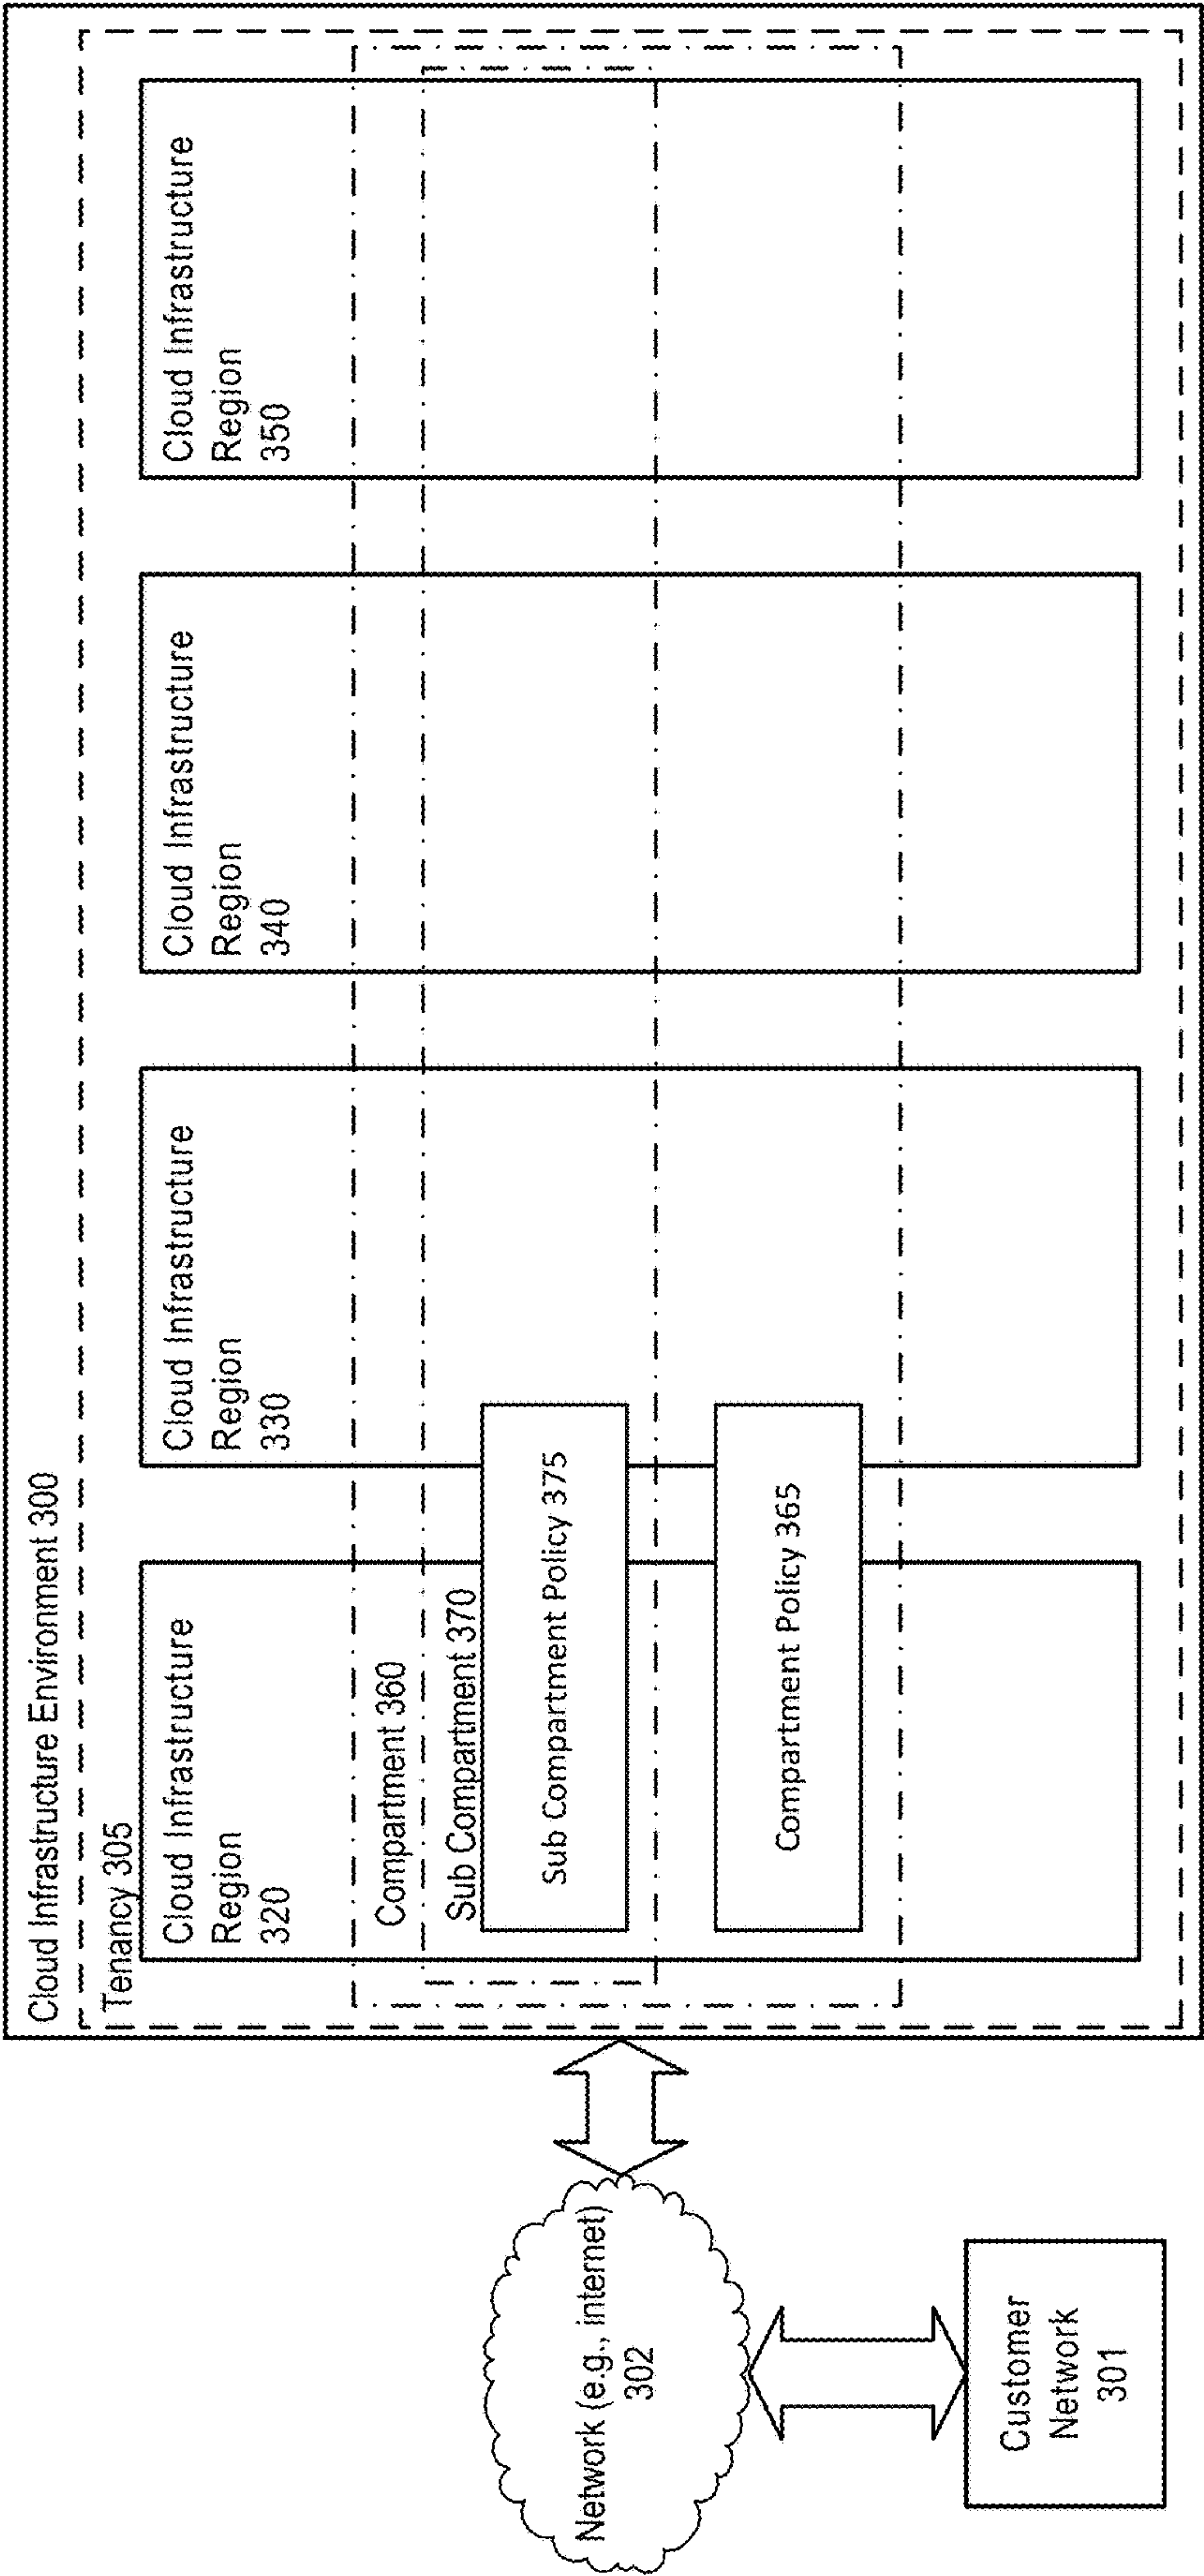 Cloud Infrastructure Environment 300
Tenancy 305
Cloud Infrastructure
Region
320
Cloud Infrastructure
Region
330
Cloud Infrastructure
Region
340
Cloud Infrastructure
Region
350
Compartment 360
Sub Compartment 370
Sub Compartment Policy 375
Compartment Policy 365
Network (e.g., internet)
302
Customer
Network
301